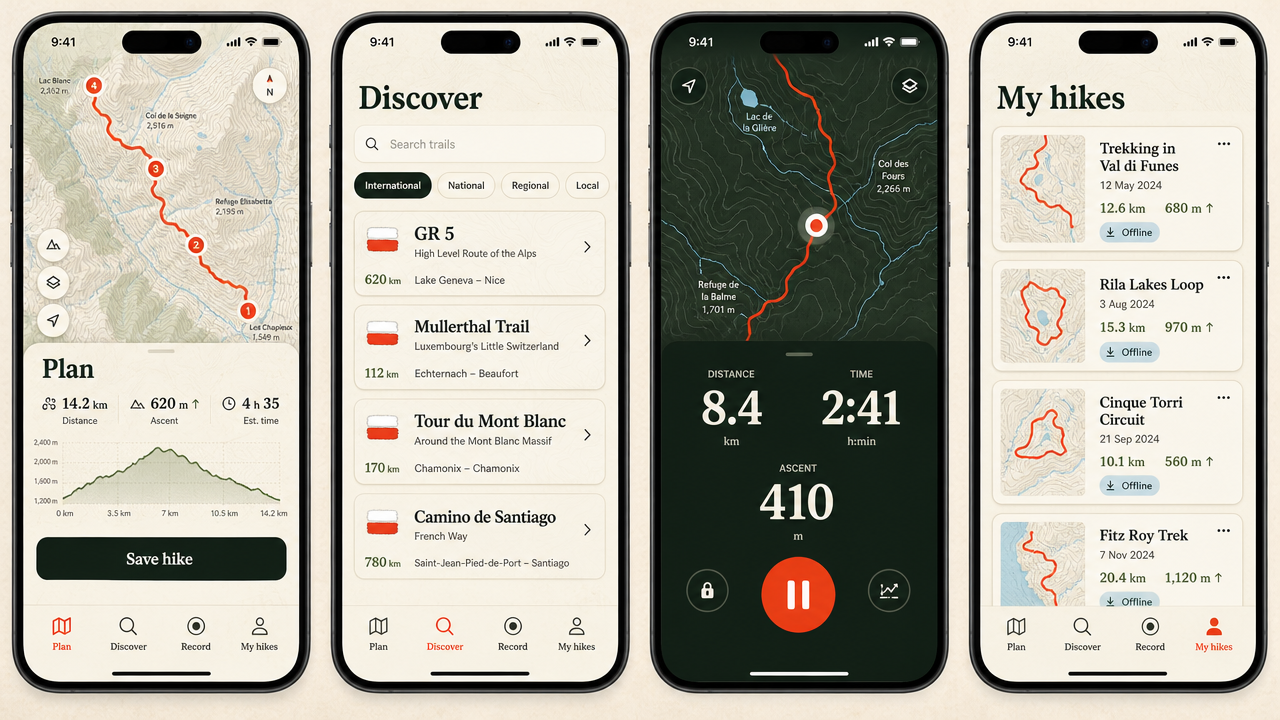 9:41
Lac Blanc
2,352 m
4
N
Col de la Seigne
2,516 m
3
Refuge Elisabetta
2,195 m
2
1
Les Chapieux
1,549 m
Plan
14.2 km
Distance
620 m ↑
Ascent
4 h 35
Est. time
2,400 m
2,000 m
1,600 m
1,200 m
0 km
3.5 km
7 km
10.5 km
14.2 km
Save hike
Plan
Discover
Record
My hikes
9:41
Discover
Search trails
International
National
Regional
Local
GR 5
High Level Route of the Alps
620 km
Lake Geneva – Nice
Mullerthal Trail
Luxembourg's Little Switzerland
112 km
Echternach – Beaufort
Tour du Mont Blanc
Around the Mont Blanc Massif
170 km
Chamonix – Chamonix
Camino de Santiago
French Way
780 km
Saint-Jean-Pied-de-Port – Santiago
Plan
Discover
Record
My hikes
9:41
Lac de
la Glière
Col des
Fours
2,266 m
Refuge de
la Balme
1,701 m
DISTANCE
8.4
km
TIME
2:41
h:min
ASCENT
410
m
9:41
My hikes
Trekking in
Val di Funes
12 May 2024
12.6 km
680 m ↑
Offline
Rila Lakes Loop
3 Aug 2024
15.3 km
970 m ↑
Offline
Cinque Torri
Circuit
21 Sep 2024
10.1 km
560 m ↑
Offline
Fitz Roy Trek
7 Nov 2024
20.4 km
1,120 m ↑
Offline
Plan
Discover
Record
My hikes